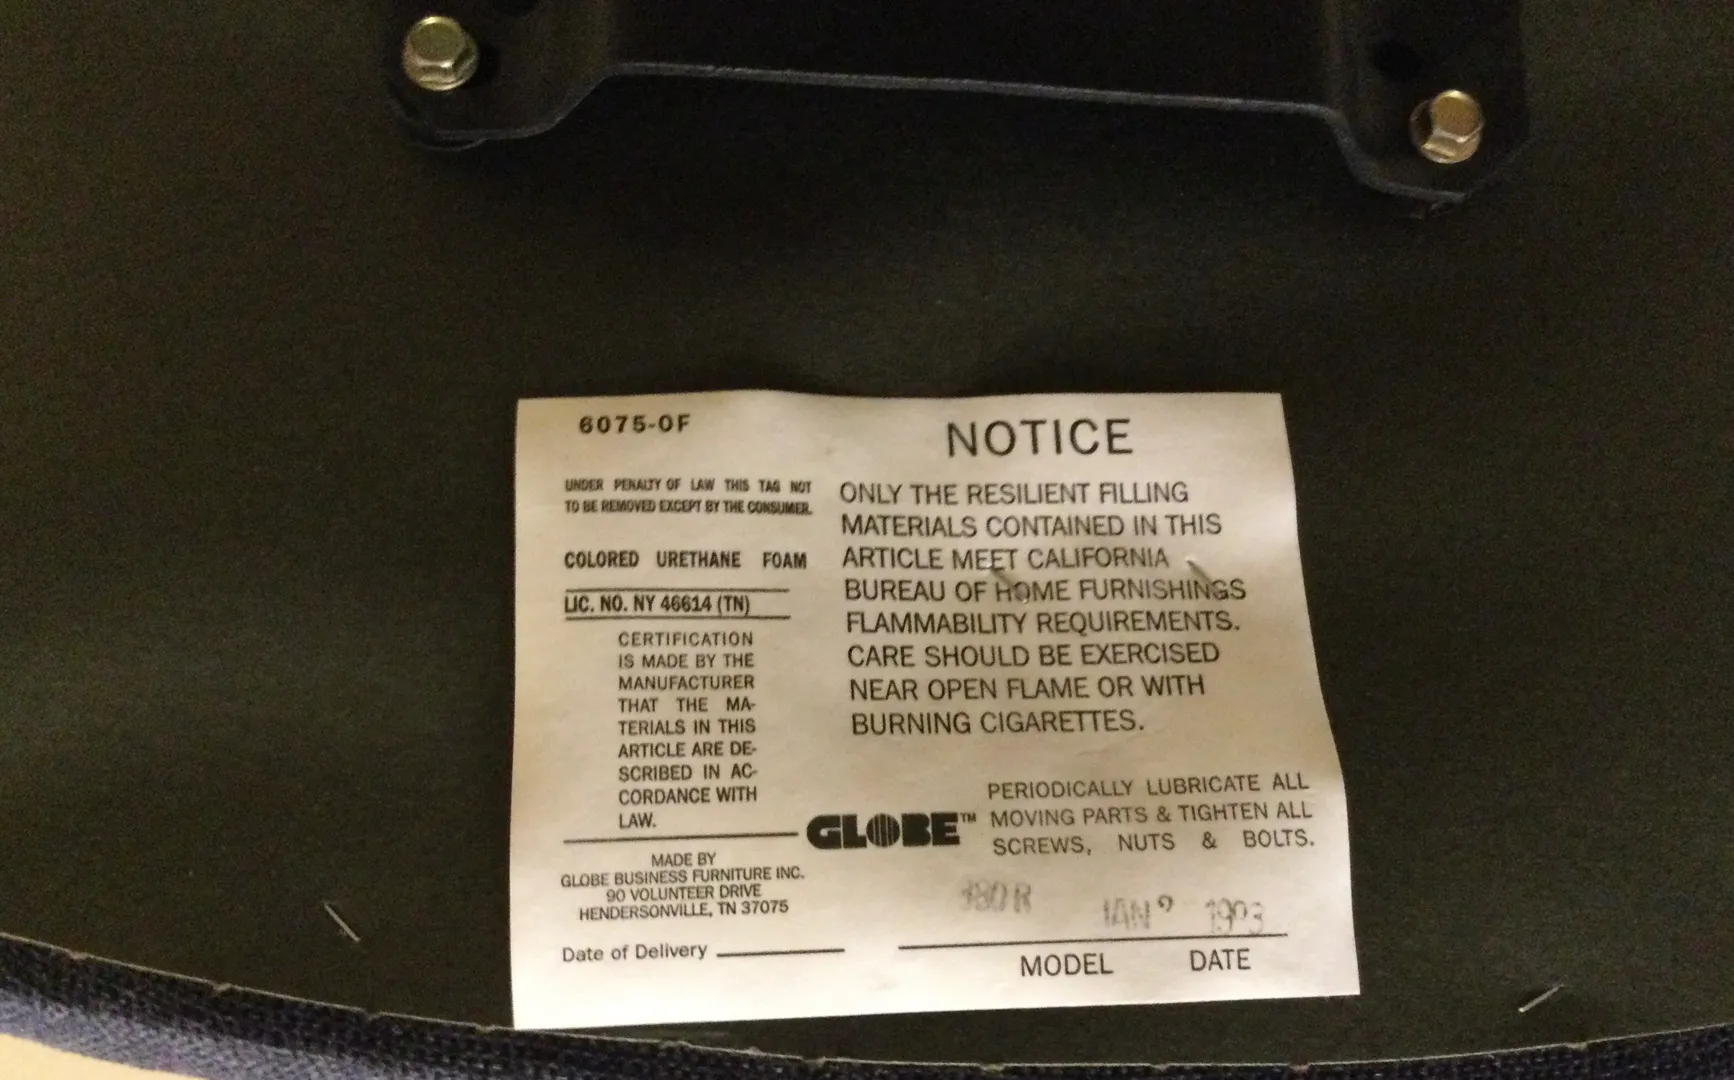 6075-0F
UNDER PENALTY OF LAW THIS TAG NOT
TO BE REMOVED EXCEPT BY THE CONSUMER.
COLORED URETHANE FOAM
LIC. NO. NY 46614 (TN)
CERTIFICATION
IS MADE BY THE
MANUFACTURER
THAT THE MA-
TERIALS IN THIS
ARTICLE ARE DE-
SCRIBED IN AC-
CORDANCE WITH
LAW.
MADE BY
GLOBE BUSINESS FURNITURE INC.
90 VOLUNTEER DRIVE
HENDERSONVILLE, TN 37075
Date of Delivery
NOTICE
ONLY THE RESILIENT FILLING
MATERIALS CONTAINED IN THIS
ARTICLE MEET CALIFORNIA
BUREAU OF HOME FURNISHINGS
FLAMMABILITY REQUIREMENTS.
CARE SHOULD BE EXERCISED
NEAR OPEN FLAME OR WITH
BURNING CIGARETTES.
GLOBE™
PERIODICALLY LUBRICATE ALL
MOVING PARTS & TIGHTEN ALL
SCREWS, NUTS & BOLTS.
JAN 1993
MODEL DATE